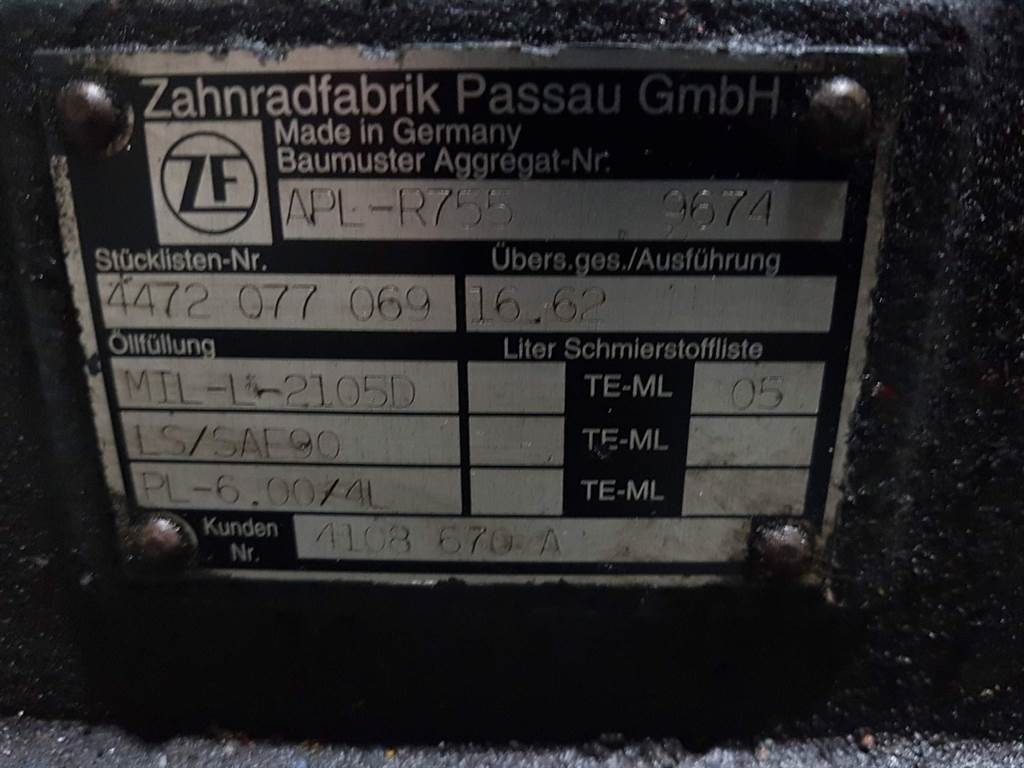 Zahnradfabrik Passau GmbH
ZF
Made in Germany
Baumuster Aggregat-Nr.
APL-R755 9674
Stücklisten-Nr. Übers.ges./Ausführung
4472 077 069 16.62
Ölfüllung Liter Schmierstoffliste
MIL-L-2105D TE-ML 05
LS/SAE90 TE-ML
PL-6.00/4L TE-ML
Kunden
Nr. 4108 670 A